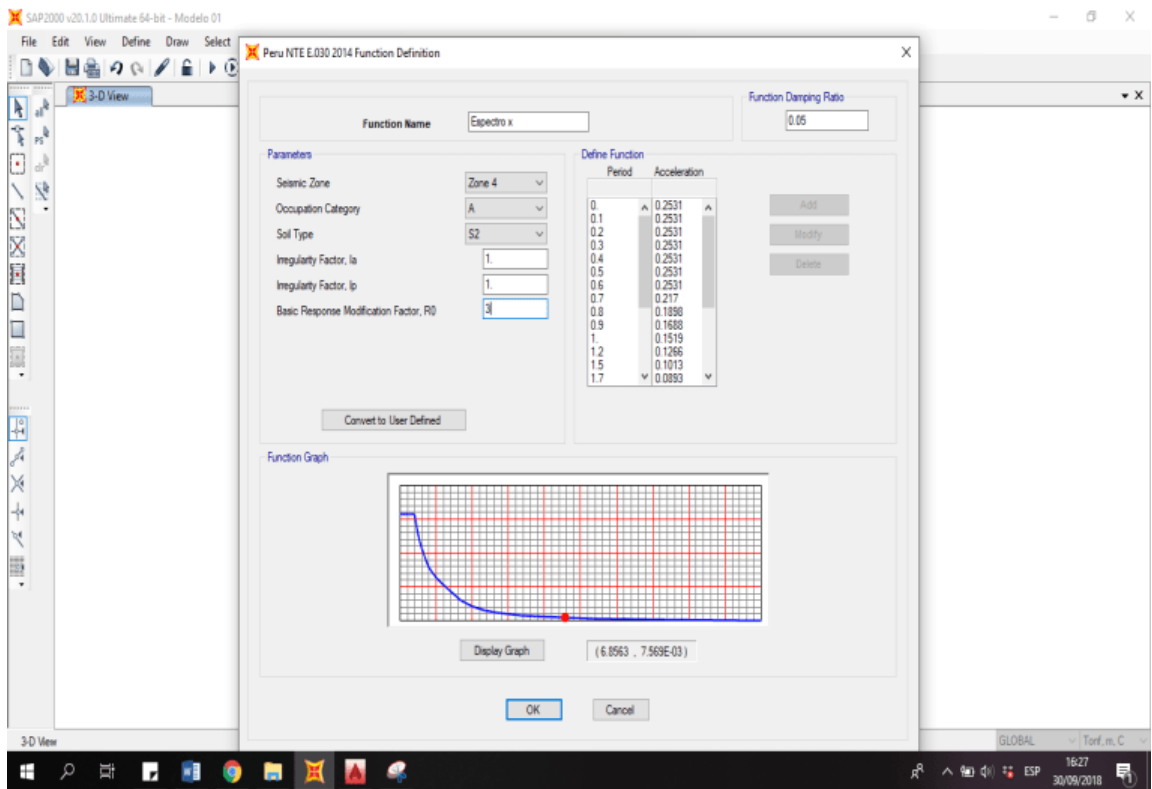 SAP2000 v20.1.0 Ultimate 64-bit - Modelo 01
File Edit View Define Draw Select
3-D View
Peru NTE E.030 2014 Function Definition
Function Name Espectro x
Function Damping Ratio
0.05
Parameters
Seismic Zone Zone 4
Occupation Category A
Soil Type S2
Irregularity Factor, Ia 1.
Irregularity Factor, Ip 1.
Basic Response Modification Factor, R0 3
Convert to User Defined
Define Function
Period Acceleration
0. 0.2531
0.1 0.2531
0.2 0.2531
0.3 0.2531
0.4 0.2531
0.5 0.2531
0.6 0.2531
0.7 0.217
0.8 0.1898
0.9 0.1688
1. 0.1519
1.2 0.1266
1.5 0.1013
1.7 0.0893
Add
Modify
Delete
Function Graph
Display Graph
(6.8563 , 7.569E-03)
OK Cancel
3-D View
GLOBAL Tonf, m, C
ESP
16:27
30/09/2018